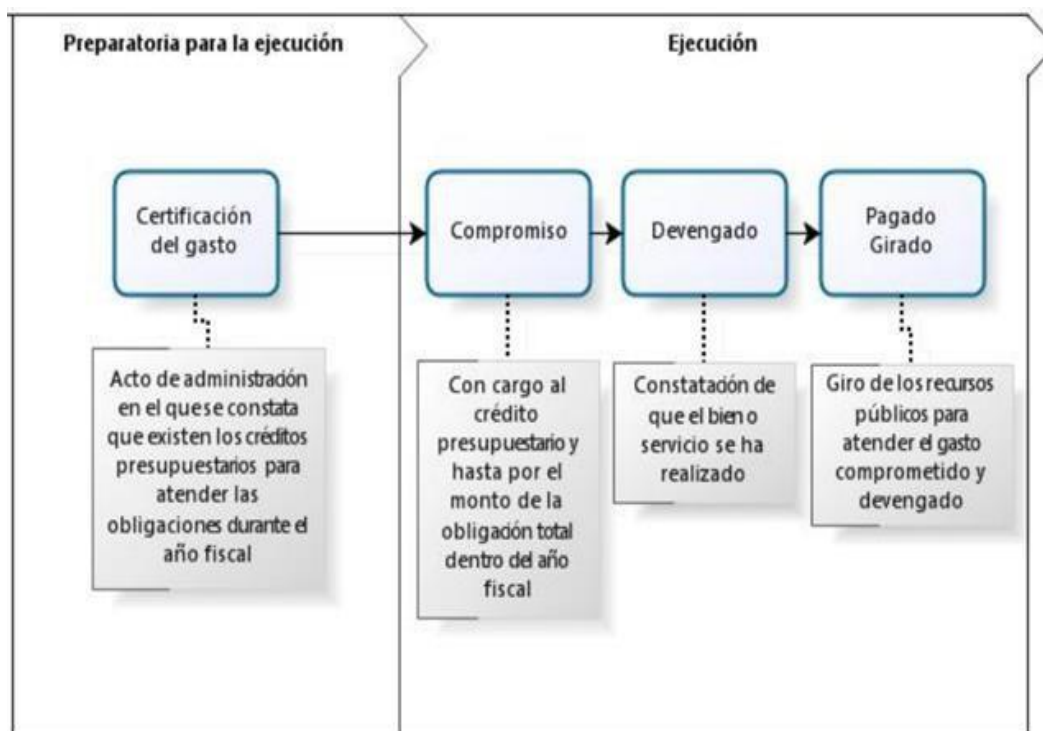 Preparatoria para la ejecución
Ejecución
Certificación
del gasto
Compromiso
Devengado
Pagado
Girado
Acto de administración
en el que se constata
que existen los créditos
presupuestarios para
atender las
obligaciones durante el
año fiscal
Con cargo al
crédito
presupuestario y
hasta por el
monto de la
obligación total
dentro del año
fiscal
Constatación de
que el bien o
servicio se ha
realizado
Giro de los recursos
públicos para
atender el gasto
comprometido y
devengado